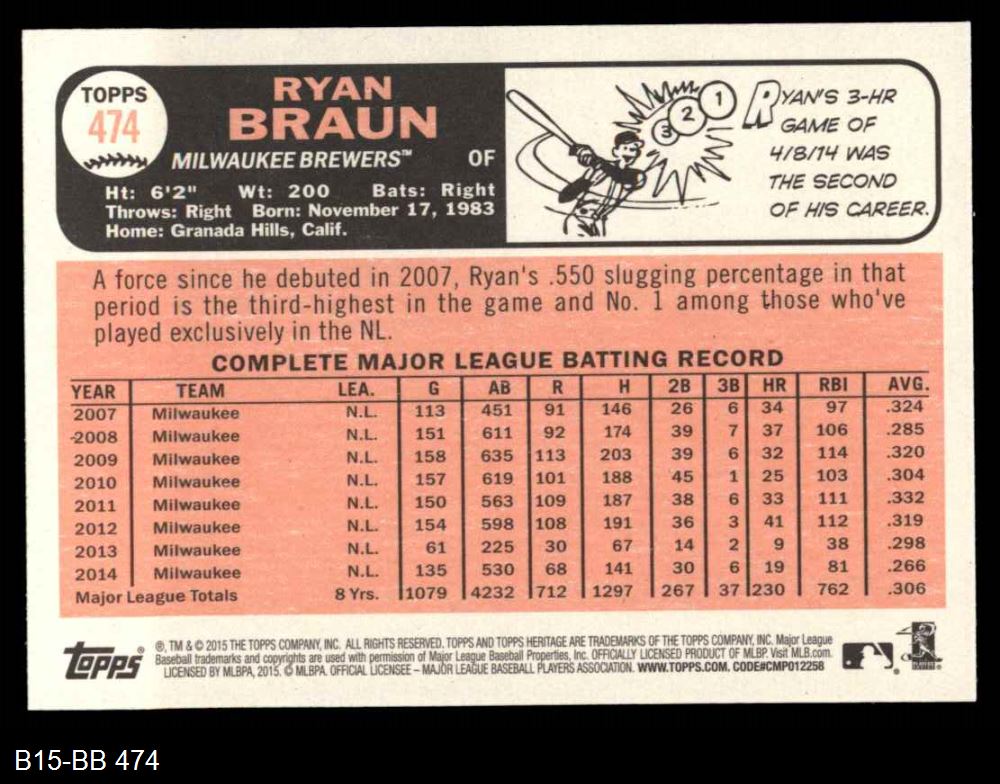 TOPPS
474
RYAN
BRAUN
MILWAUKEE BREWERS™ OF
Ht: 6'2" Wt: 200 Bats: Right
Throws: Right Born: November 17, 1983
Home: Granada Hills, Calif.
1
2
3
RYAN'S 3-HR
GAME OF
4/8/14 WAS
THE SECOND
OF HIS CAREER.
A force since he debuted in 2007, Ryan's .550 slugging percentage in that
period is the third-highest in the game and No. 1 among those who've
played exclusively in the NL.
COMPLETE MAJOR LEAGUE BATTING RECORD
YEAR TEAM LEA. G AB R H 2B 3B HR RBI AVG.
2007 Milwaukee N.L. 113 451 91 146 26 6 34 97 .324
2008 Milwaukee N.L. 151 611 92 174 39 7 37 106 .285
2009 Milwaukee N.L. 158 635 113 203 39 6 32 114 .320
2010 Milwaukee N.L. 157 619 101 188 45 1 25 103 .304
2011 Milwaukee N.L. 150 563 109 187 38 6 33 111 .332
2012 Milwaukee N.L. 154 598 108 191 36 3 41 112 .319
2013 Milwaukee N.L. 61 225 30 67 14 2 9 38 .298
2014 Milwaukee N.L. 135 530 68 141 30 6 19 81 .266
Major League Totals 8 Yrs. 1079 4232 712 1297 267 37 230 762 .306
Topps
®, TM & © 2015 THE TOPPS COMPANY, INC. ALL RIGHTS RESERVED. TOPPS AND TOPPS HERITAGE ARE TRADEMARKS OF THE TOPPS COMPANY, INC. Major League
Baseball trademarks and copyrights are used with permission of Major League Baseball Properties, Inc. OFFICIALLY LICENSED PRODUCT OF MLBP. Visit MLB.com.
LICENSED BY MLBPA, 2015. © MLBPA. OFFICIAL LICENSEE – MAJOR LEAGUE BASEBALL PLAYERS ASSOCIATION. WWW.TOPPS.COM. CODE#CMP012258
B15-BB 474